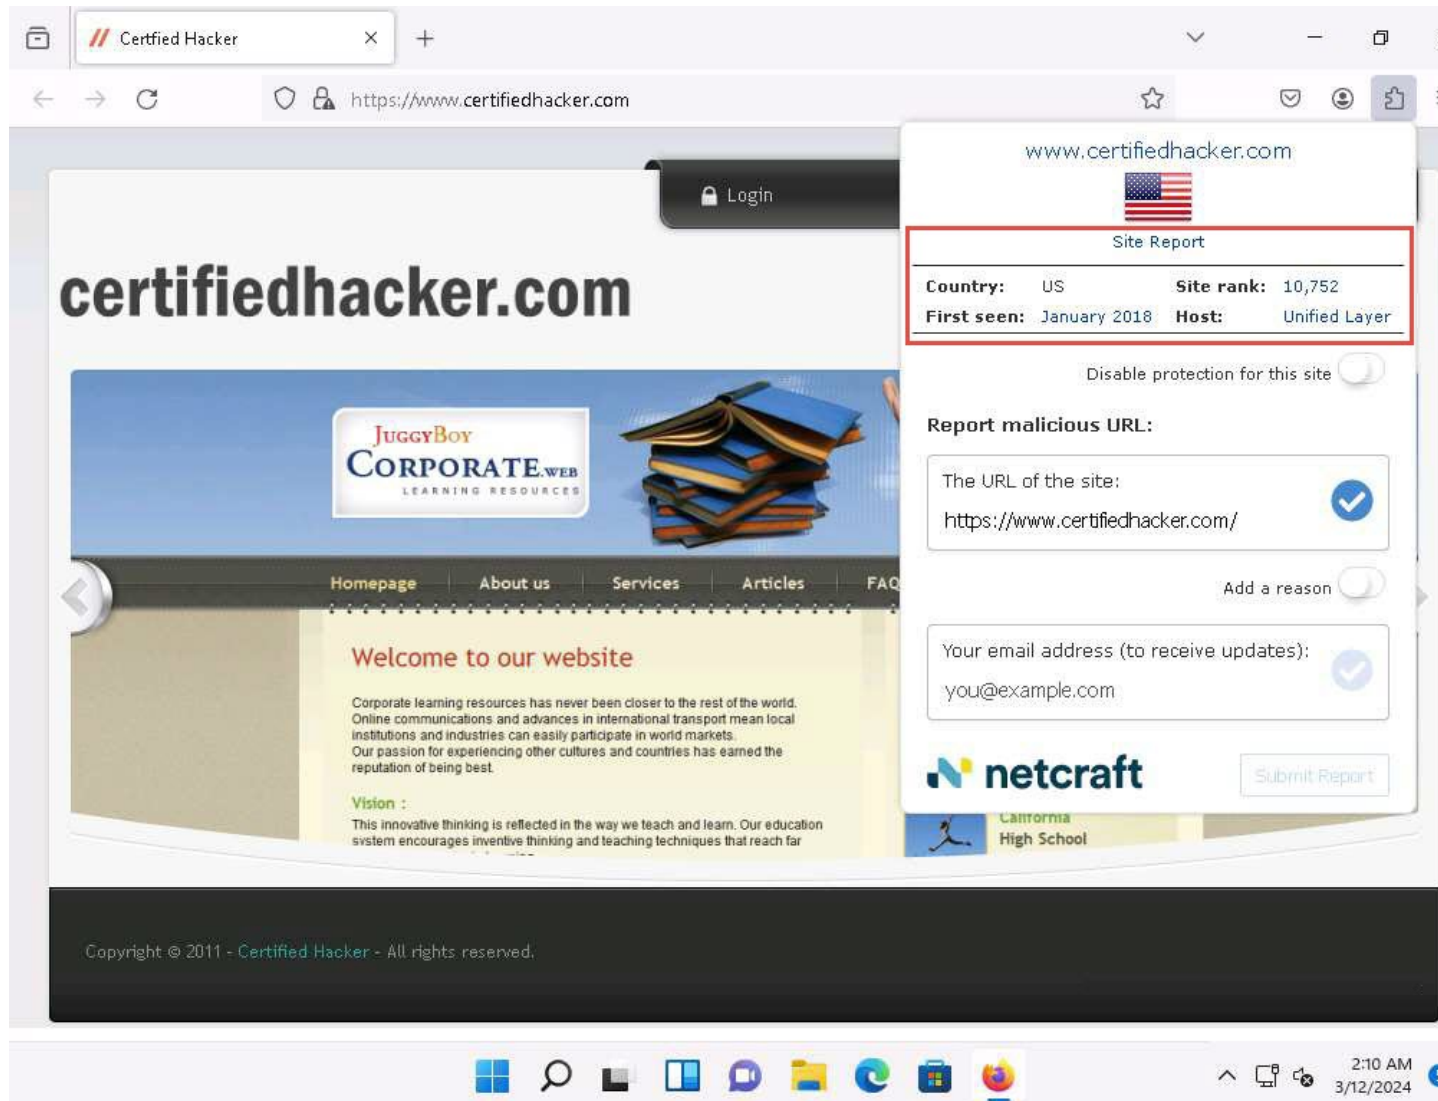 Certfied Hacker
https://www.certifiedhacker.com
Login
certifiedhacker.com
JuggyBoy
CORPORATE.WEB
LEARNING RESOURCES
Homepage About us Services Articles FAQ
Welcome to our website
Corporate learning resources has never been closer to the rest of the world.
Online communications and advances in international transport mean local
institutions and industries can easily participate in world markets.
Our passion for experiencing other cultures and countries has earned the
reputation of being best.
Vision :
This innovative thinking is reflected in the way we teach and learn. Our education
system encourages inventive thinking and teaching techniques that reach far
California
High School
www.certifiedhacker.com
Site Report
Country: US Site rank: 10,752
First seen: January 2018 Host: Unified Layer
Disable protection for this site
Report malicious URL:
The URL of the site:
https://www.certifiedhacker.com/
Add a reason
Your email address (to receive updates):
you@example.com
netcraft
Submit Report
Copyright © 2011 - Certified Hacker - All rights reserved.
2:10 AM
3/12/2024